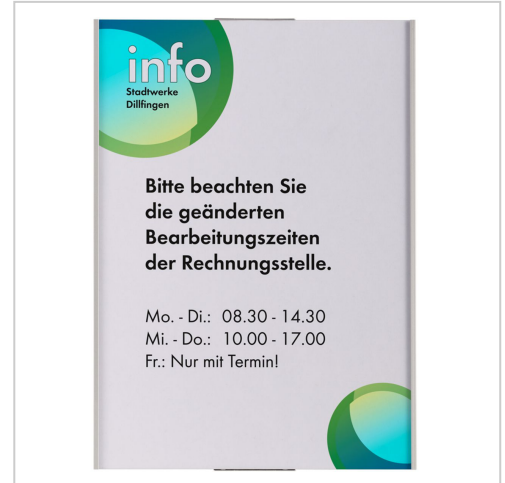 info
Stadtwerke
Dillfingen
Bitte beachten Sie
die geänderten
Bearbeitungszeiten
der Rechnungsstelle.
Mo. - Di.: 08.30 - 14.30
Mi. - Do.: 10.00 - 17.00
Fr.: Nur mit Termin!